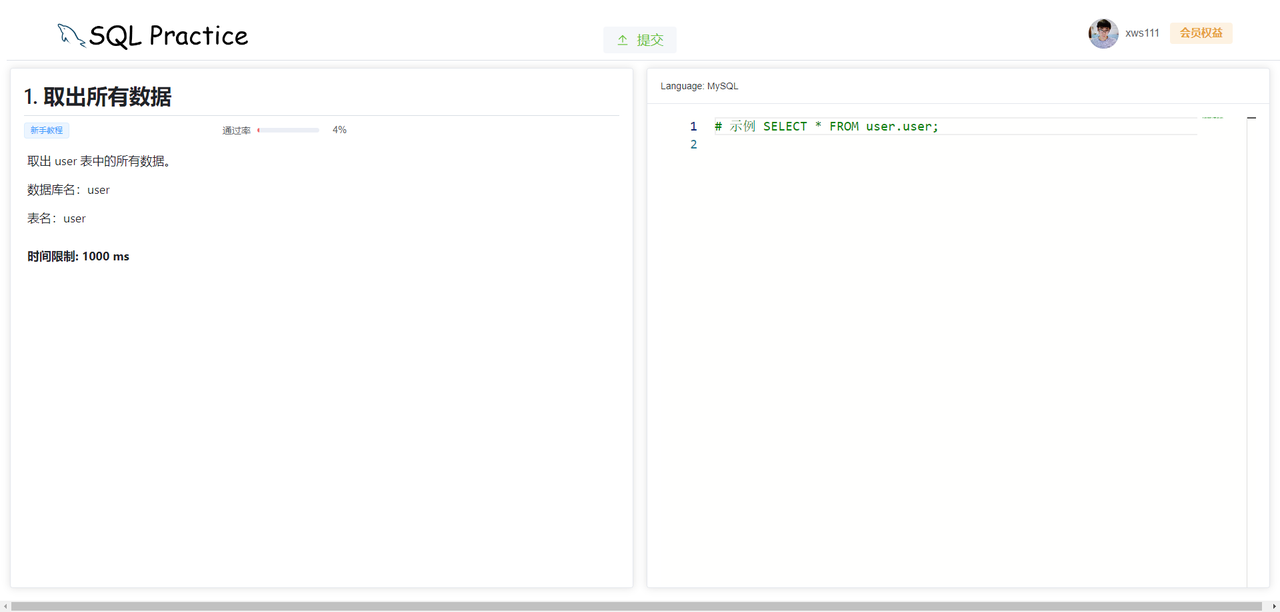 SQL Practice
提交
xws111
会员权益
1. 取出所有数据
新手教程
通过率
4%
取出 user 表中的所有数据。
数据库名：user
表名：user
时间限制: 1000 ms
Language: MySQL
1 # 示例 SELECT * FROM user.user;
2